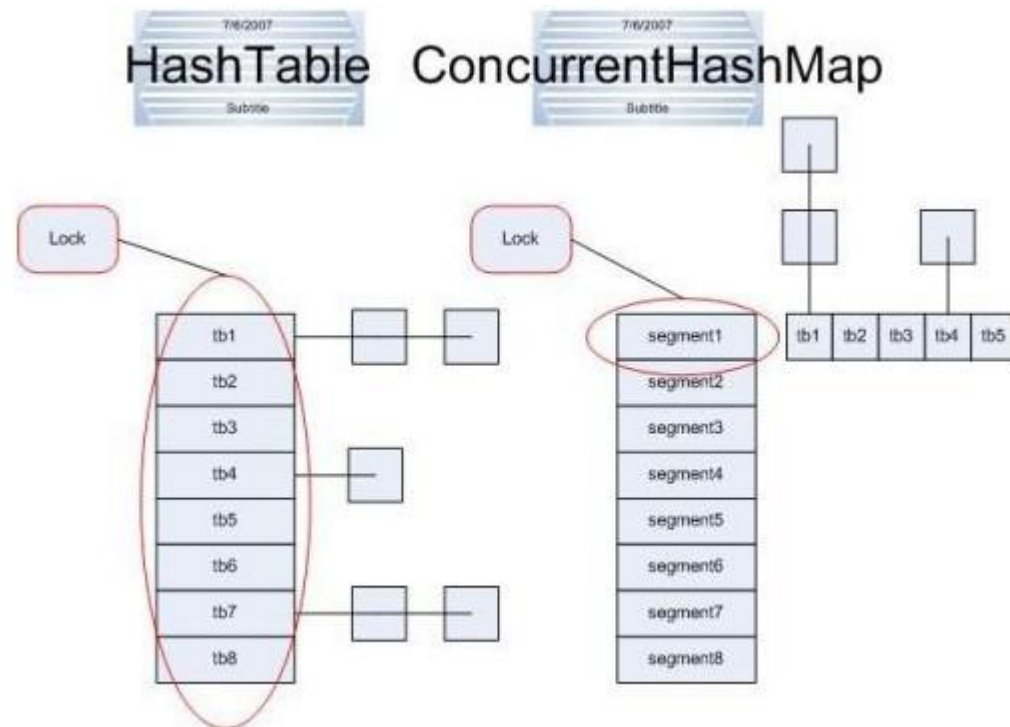 7/6/2007
HashTable
Subtitle
7/6/2007
ConcurrentHashMap
Subtitle
Lock
tb1
tb2
tb3
tb4
tb5
tb6
tb7
tb8
Lock
segment1
segment2
segment3
segment4
segment5
segment6
segment7
segment8
tb1 tb2 tb3 tb4 tb5